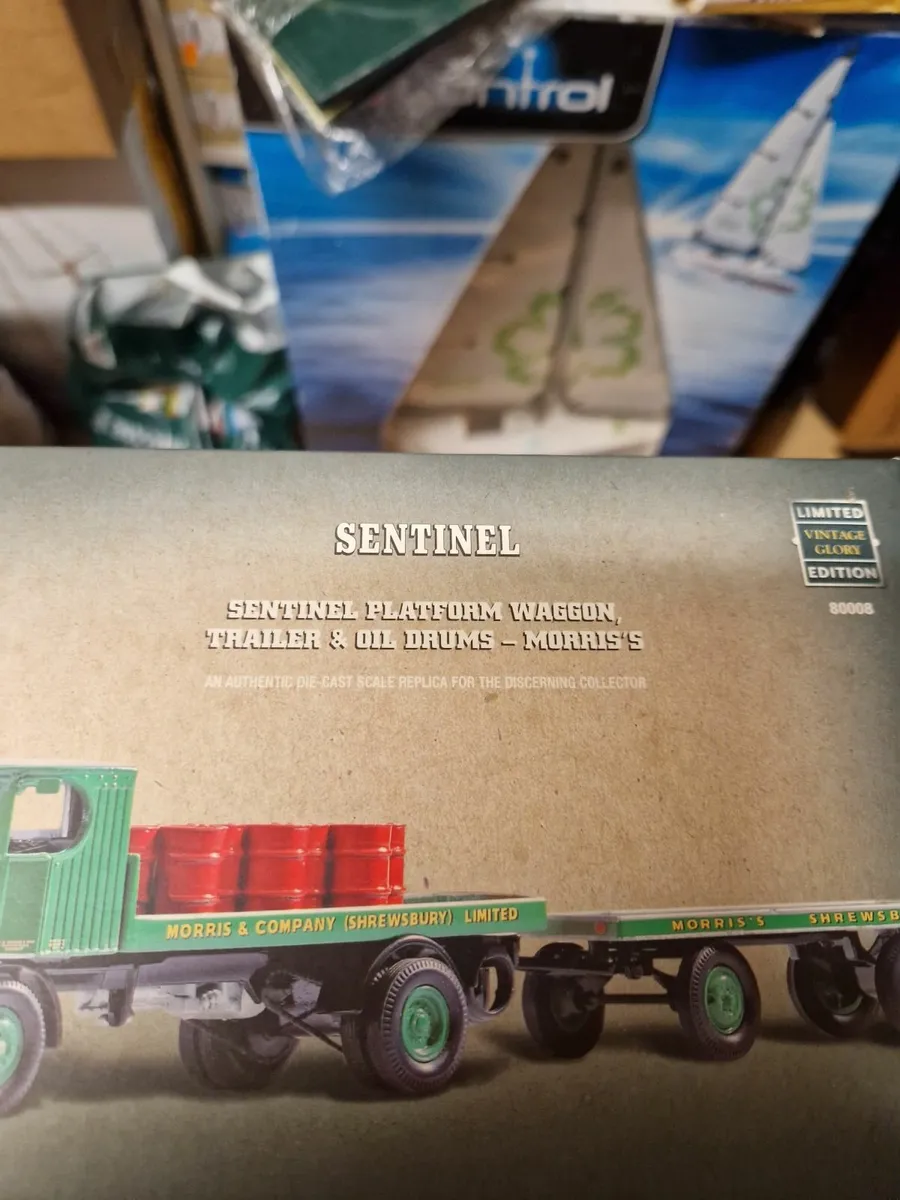 ntrol
SENTINEL
LIMITED
VINTAGE
GLORY
EDITION
80008
SENTINEL PLATFORM WAGGON,
TRAILER & OIL DRUMS – MORRIS'S
AN AUTHENTIC DIE-CAST SCALE REPLICA FOR THE DISCERNING COLLECTOR
MORRIS & COMPANY (SHREWSBURY) LIMITED
MORRIS'S SHREWSB